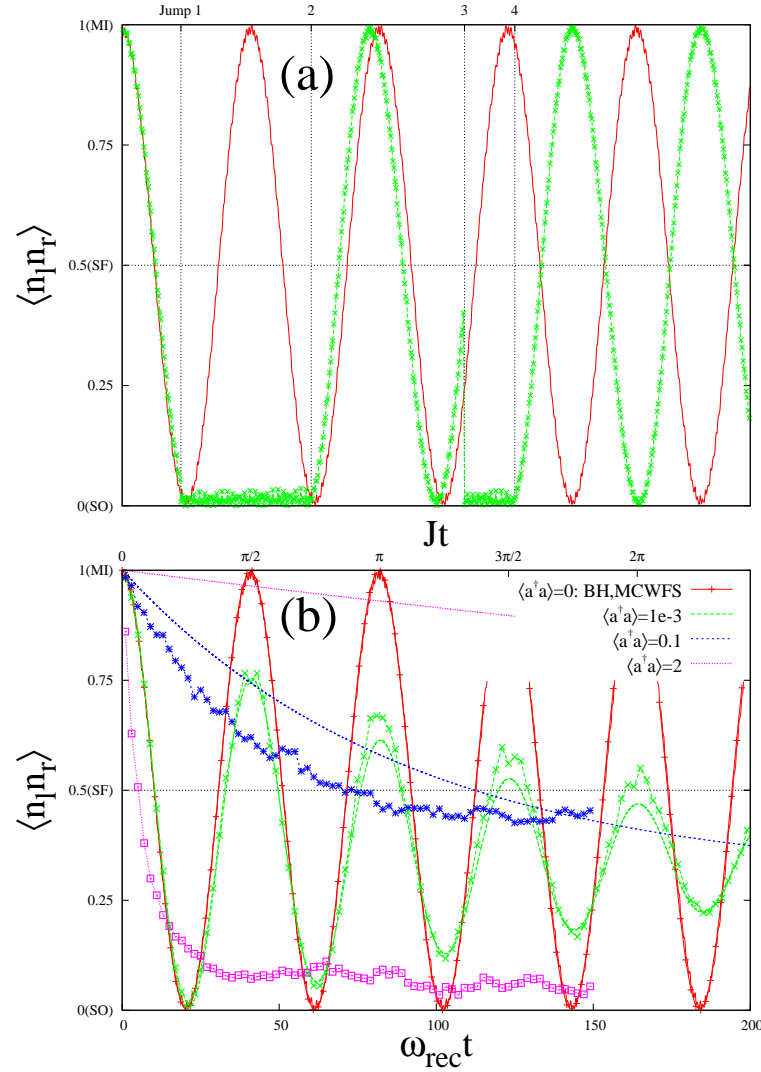 Jump 1 2 3 4
1(MI)
(a)
0.75
⟨n_l n_r⟩
0.5(SF)
0.25
0(SO)
Jt
0 π/2 π 3π/2 2π
1(MI)
⟨a†a⟩=0: BH,MCWFS
(b)
⟨a†a⟩=1e-3
⟨a†a⟩=0.1
⟨a†a⟩=2
0.75
⟨n_l n_r⟩
0.5(SF)
0.25
0(SO)
0 50 100 150 200
ω_rec t